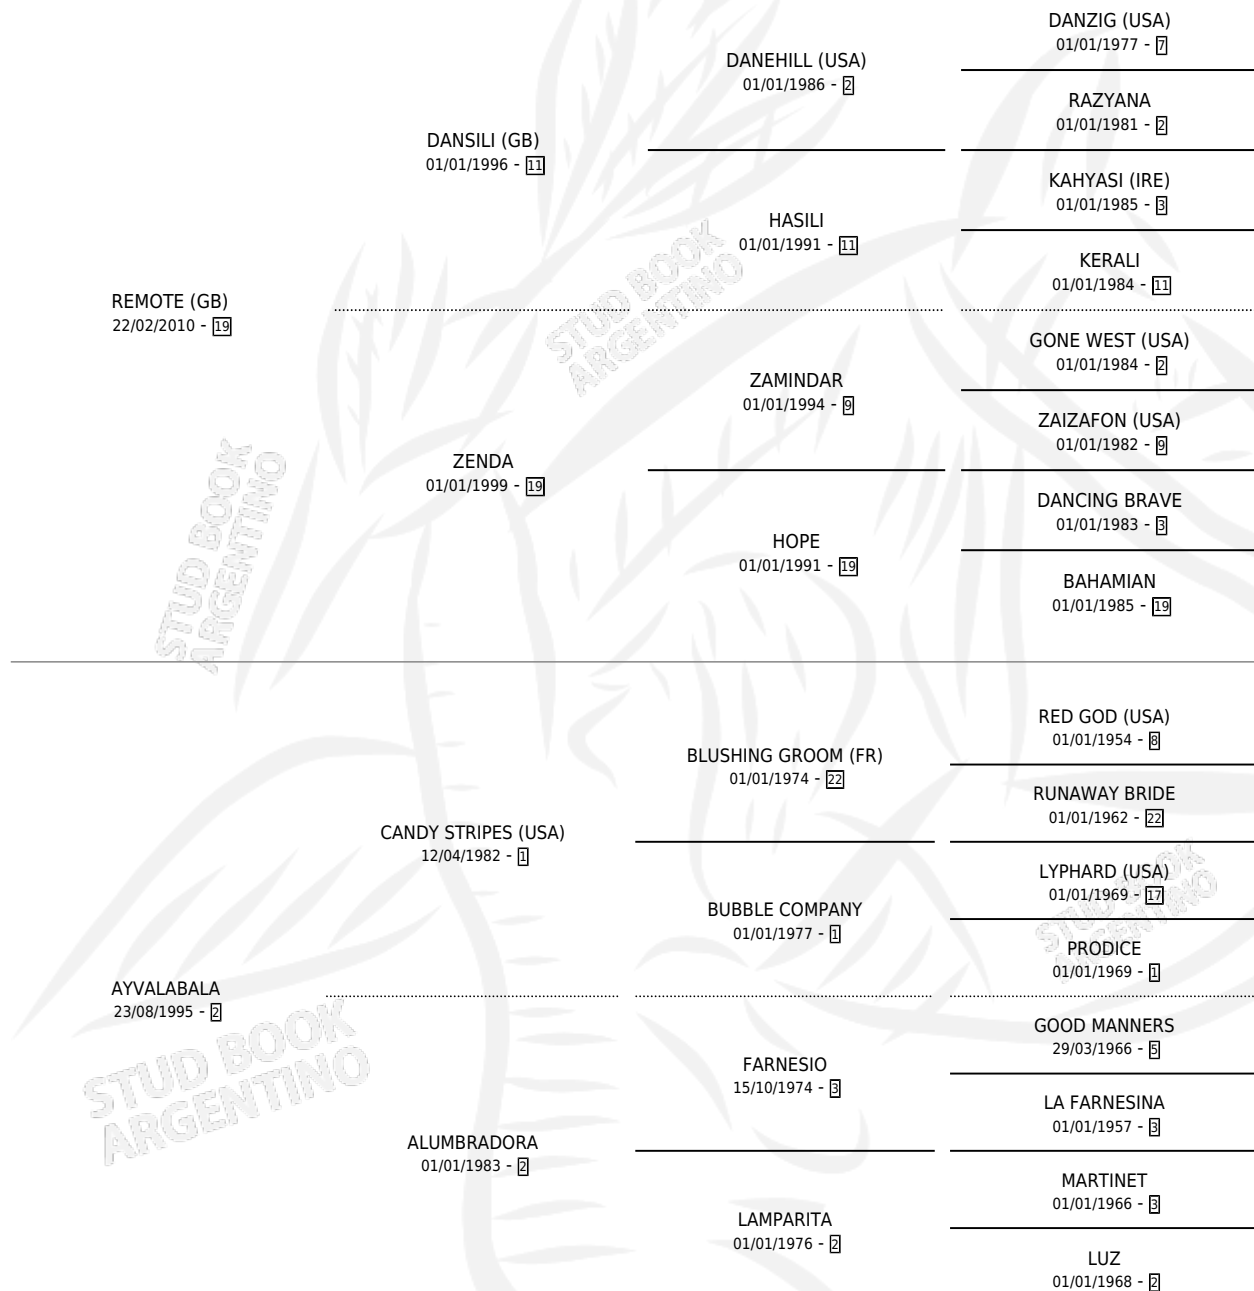 DANZIG (USA)
01/01/1977 - 7
DANEHILL (USA)
01/01/1986 - 2
RAZYANA
01/01/1981 - 2
DANSILI (GB)
01/01/1996 - 11
KAHYASI (IRE)
01/01/1985 - 3
HASILI
01/01/1991 - 11
KERALI
01/01/1984 - 11
REMOTE (GB)
22/02/2010 - 19
GONE WEST (USA)
01/01/1984 - 2
ZAMINDAR
01/01/1994 - 9
ZAIZAFON (USA)
01/01/1982 - 9
ZENDA
01/01/1999 - 19
DANCING BRAVE
01/01/1983 - 3
HOPE
01/01/1991 - 19
BAHAMIAN
01/01/1985 - 19
RED GOD (USA)
01/01/1954 - 8
BLUSHING GROOM (FR)
01/01/1974 - 22
RUNAWAY BRIDE
01/01/1962 - 22
CANDY STRIPES (USA)
12/04/1982 - 1
LYPHARD (USA)
01/01/1969 - 17
BUBBLE COMPANY
01/01/1977 - 1
PRODICE
01/01/1969 - 1
AYVALABALA
23/08/1995 - 2
GOOD MANNERS
29/03/1966 - 5
FARNESIO
15/10/1974 - 3
LA FARNESINA
01/01/1957 - 3
ALUMBRADORA
01/01/1983 - 2
MARTINET
01/01/1966 - 3
LAMPARITA
01/01/1976 - 2
LUZ
01/01/1968 - 2
STUD BOOK
ARGENTINO
STUD BOOK
ARGENTINO
STUD BOOK
ARGENTINO
STUD BOOK
ARGENTINO